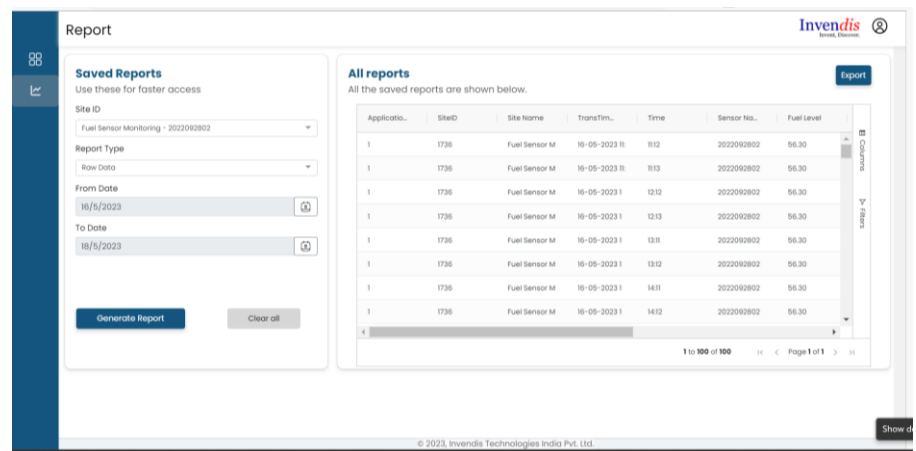 Report
Invendis
Invent, Discover.
Saved Reports
Use these for faster access
Site ID
Fuel Sensor Monitoring - 2022092802
Report Type
Raw Data
From Date
16/5/2023
To Date
18/5/2023
Generate Report
Clear all
All reports
All the saved reports are shown below.
Export
Applicatio... SiteID Site Name TransTim... Time Sensor No... Fuel Level
1 1736 Fuel Sensor M 16-05-2023 11: 11:12 2022092802 56.30
1 1736 Fuel Sensor M 16-05-2023 11: 11:13 2022092802 56.30
1 1736 Fuel Sensor M 16-05-2023 1 12:12 2022092802 56.30
1 1736 Fuel Sensor M 16-05-2023 1 12:13 2022092802 56.30
1 1736 Fuel Sensor M 16-05-2023 1 13:11 2022092802 56.30
1 1736 Fuel Sensor M 16-05-2023 1 13:12 2022092802 56.30
1 1736 Fuel Sensor M 16-05-2023 1 14:11 2022092802 56.30
1 1736 Fuel Sensor M 16-05-2023 1 14:12 2022092802 56.30
Columns
Filters
1 to 100 of 100 Page 1 of 1
Show de
© 2023, Invendis Technologies India Pvt. Ltd.